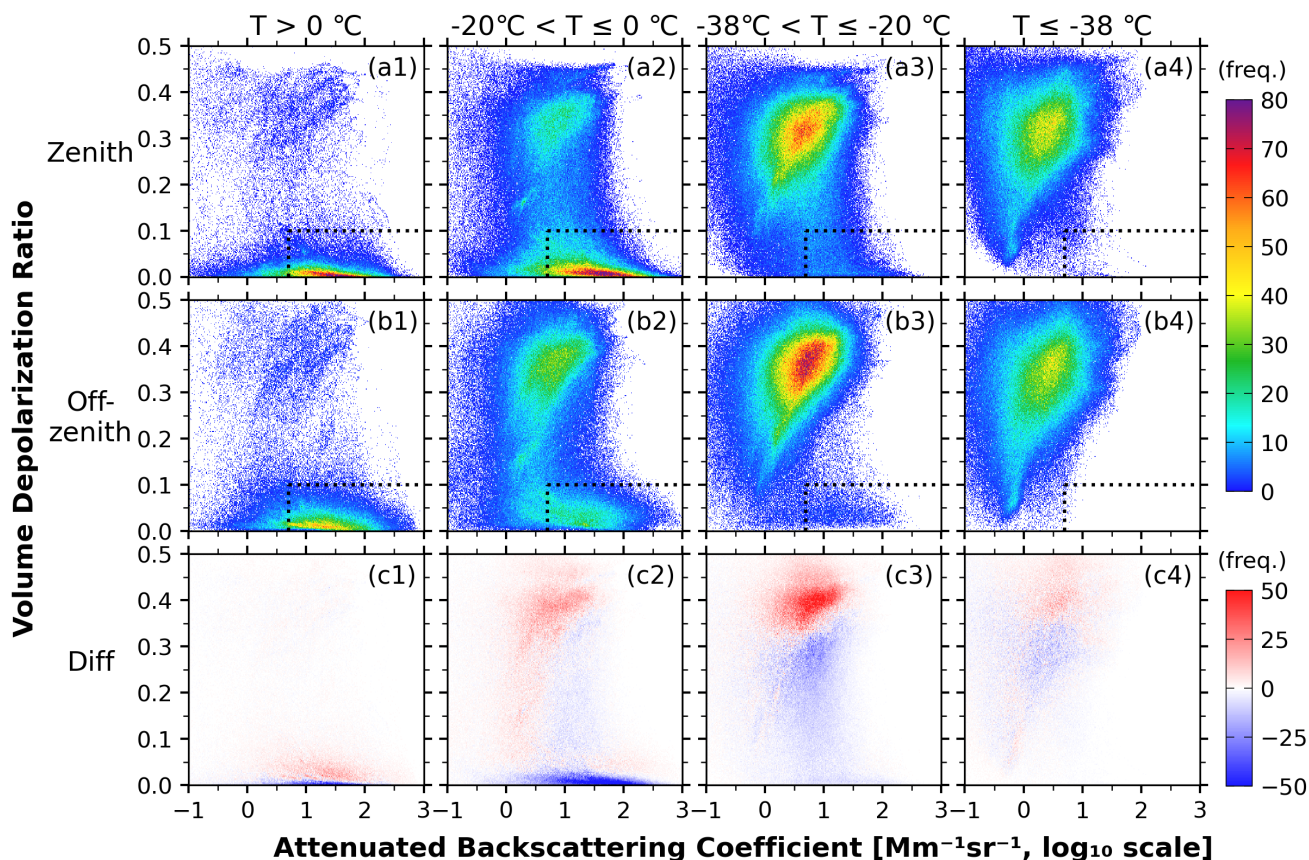 T > 0 ℃
-20℃ < T ≤ 0 ℃
-38℃ < T ≤ -20 ℃
T ≤ -38 ℃
Zenith
Off-
zenith
Diff
Volume Depolarization Ratio
0.5
0.4
0.3
0.2
0.1
0.0
(a1)
(a2)
(a3)
(a4)
(freq.)
80
70
60
50
40
30
20
10
0
0.5
0.4
0.3
0.2
0.1
0.0
(b1)
(b2)
(b3)
(b4)
0.5
0.4
0.3
0.2
0.1
0.0
(c1)
(c2)
(c3)
(c4)
(freq.)
50
25
0
−25
−50
−1 0 1 2 3
−1 0 1 2 3
−1 0 1 2 3
−1 0 1 2 3
Attenuated Backscattering Coefficient [Mm⁻¹sr⁻¹, log₁₀ scale]